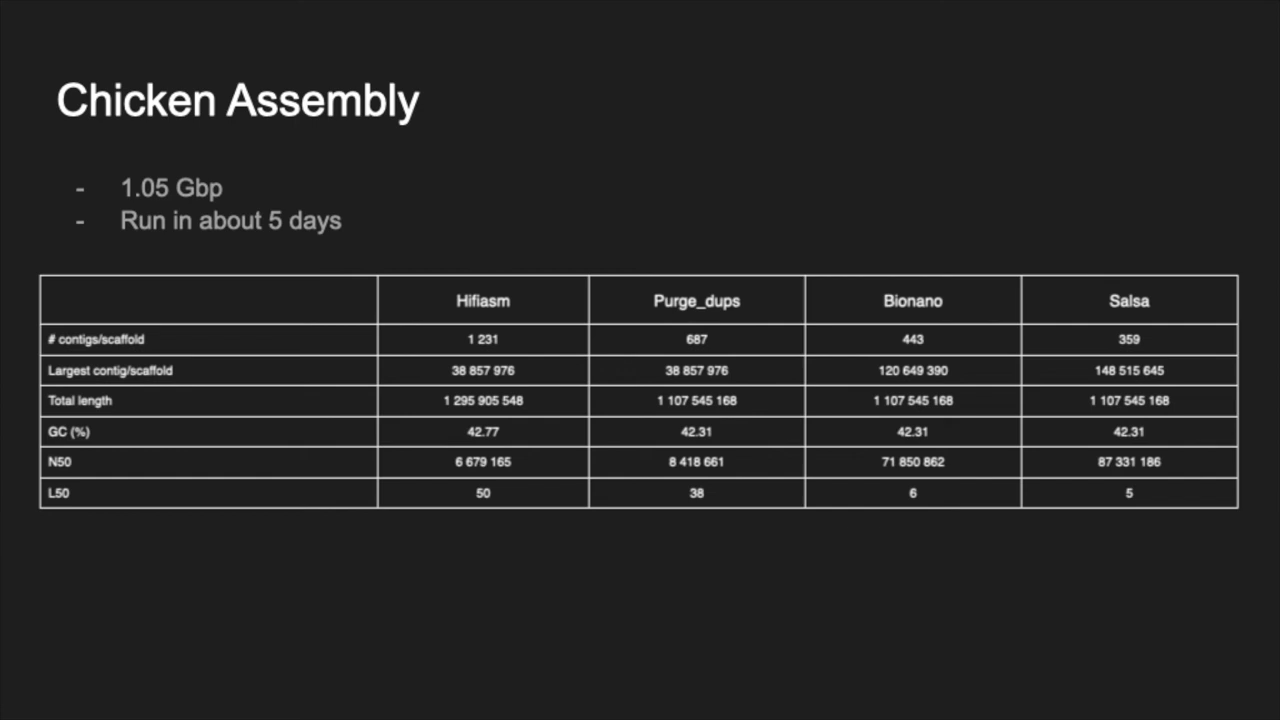 Chicken Assembly
- 1.05 Gbp
- Run in about 5 days
Hifiasm Purge_dups Bionano Salsa
# contigs/scaffold 1 231 687 443 359
Largest contig/scaffold 38 857 976 38 857 976 120 649 390 148 515 645
Total length 1 295 905 548 1 107 545 168 1 107 545 168 1 107 545 168
GC (%) 42.77 42.31 42.31 42.31
N50 6 679 165 8 418 661 71 850 862 87 331 186
L50 50 38 6 5